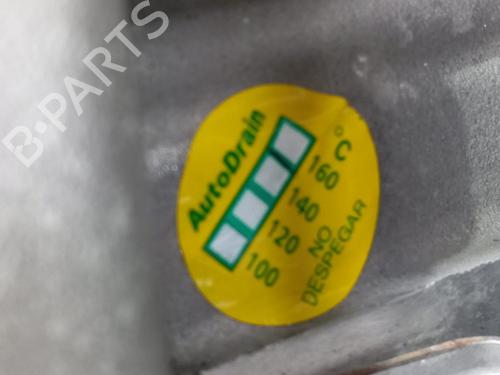 B-PARTS
AutoDrain
°C
160
140
120
100
NO
DESPEGAR